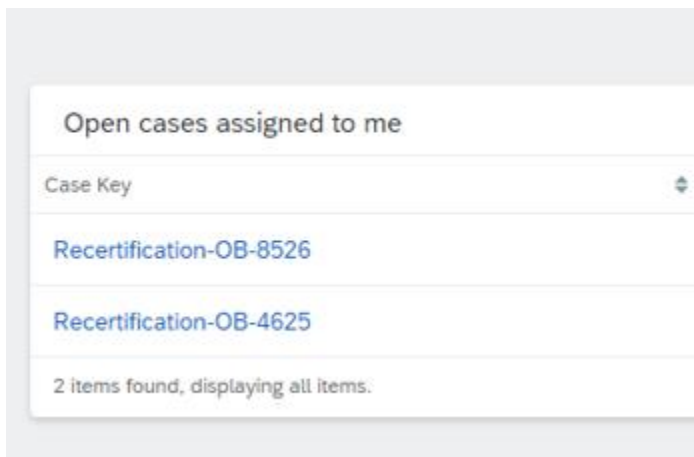 Open cases assigned to me
Case Key
Recertification-OB-8526
Recertification-OB-4625
2 items found, displaying all items.